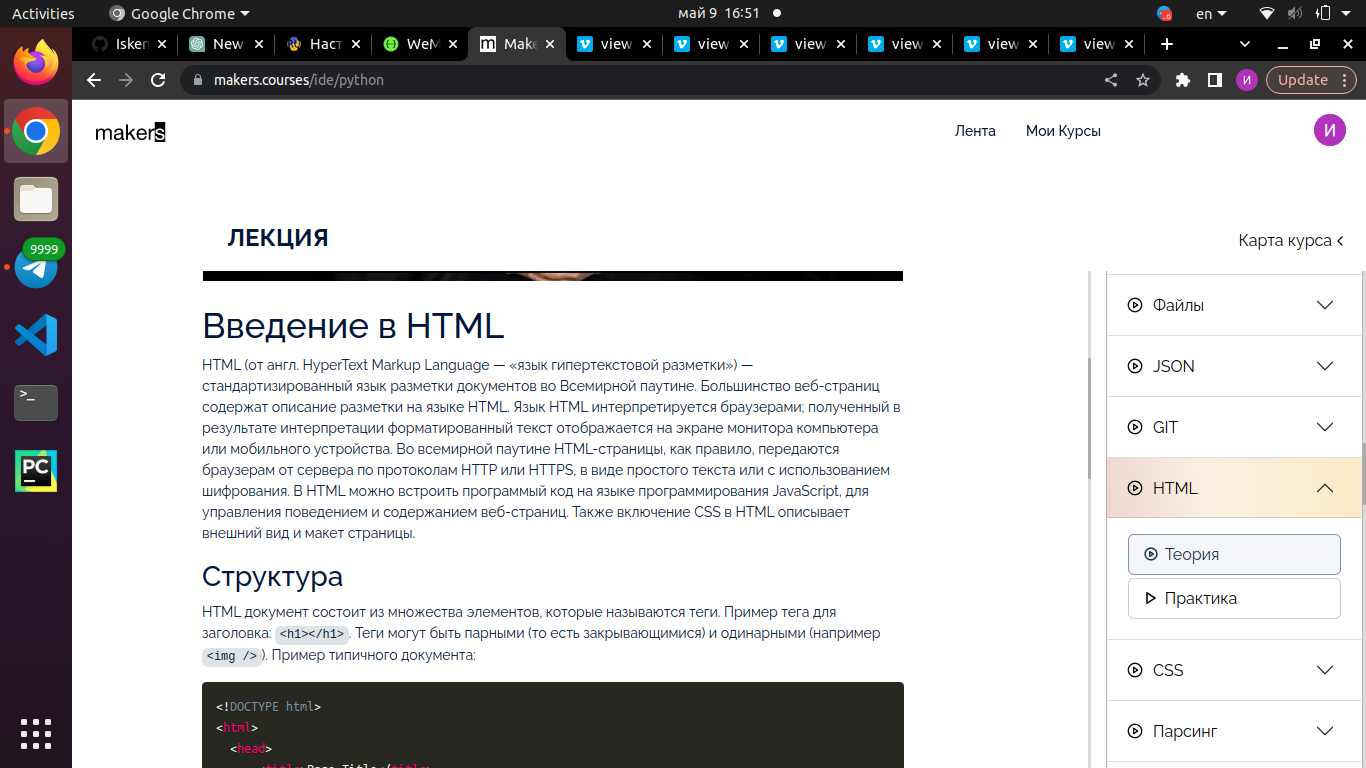 Activities
Google Chrome
май 9 16:51
en
Isken
New
Наст
WeM
Make
view
view
view
view
view
view
makers.courses/ide/python
И
Update
makers
Лента
Мои Курсы
И
9999
ЛЕКЦИЯ
Карта курса
Введение в HTML
HTML (от англ. HyperText Markup Language — «язык гипертекстовой разметки») —
стандартизированный язык разметки документов во Всемирной паутине. Большинство веб-страниц
содержат описание разметки на языке HTML. Язык HTML интерпретируется браузерами; полученный в
результате интерпретации форматированный текст отображается на экране монитора компьютера
или мобильного устройства. Во всемирной паутине HTML-страницы, как правило, передаются
браузерам от сервера по протоколам HTTP или HTTPS, в виде простого текста или с использованием
шифрования. В HTML можно встроить программый код на языке программирования JavaScript, для
управления поведением и содержанием веб-страниц. Также включение CSS в HTML описывает
внешний вид и макет страницы.
Структура
HTML документ состоит из множества элементов, которые называются теги. Пример тега для
заголовка: <h1></h1>. Теги могут быть парными (то есть закрывающимися) и одинарными (например
<img />). Пример типичного документа:
<!DOCTYPE html>
<html>
<head>
Файлы
JSON
GIT
HTML
Теория
Практика
CSS
Парсинг
>_
PC